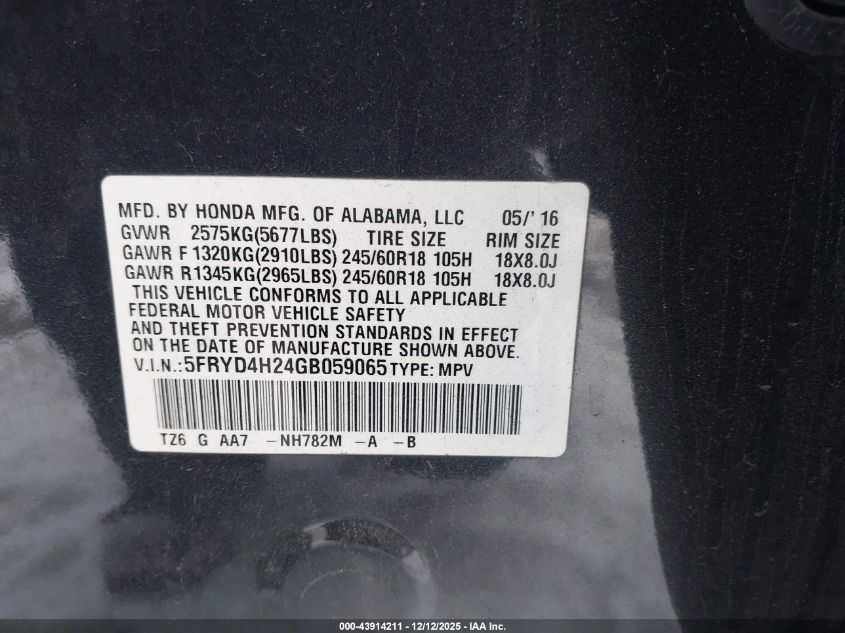 MFD. BY HONDA MFG. OF ALABAMA, LLC 05/' 16
GVWR 2575KG(5677LBS) TIRE SIZE RIM SIZE
GAWR F 1320KG(2910LBS) 245/60R18 105H 18X8.0J
GAWR R 1345KG(2965LBS) 245/60R18 105H 18X8.0J
THIS VEHICLE CONFORMS TO ALL APPLICABLE
FEDERAL MOTOR VEHICLE SAFETY
AND THEFT PREVENTION STANDARDS IN EFFECT
ON THE DATE OF MANUFACTURE SHOWN ABOVE.
V.I.N.:5FRYD4H24GB059065 TYPE: MPV
TZ6 G AA7 -NH782M -A -B
000-43914211 - 12/12/2025 - IAA Inc.